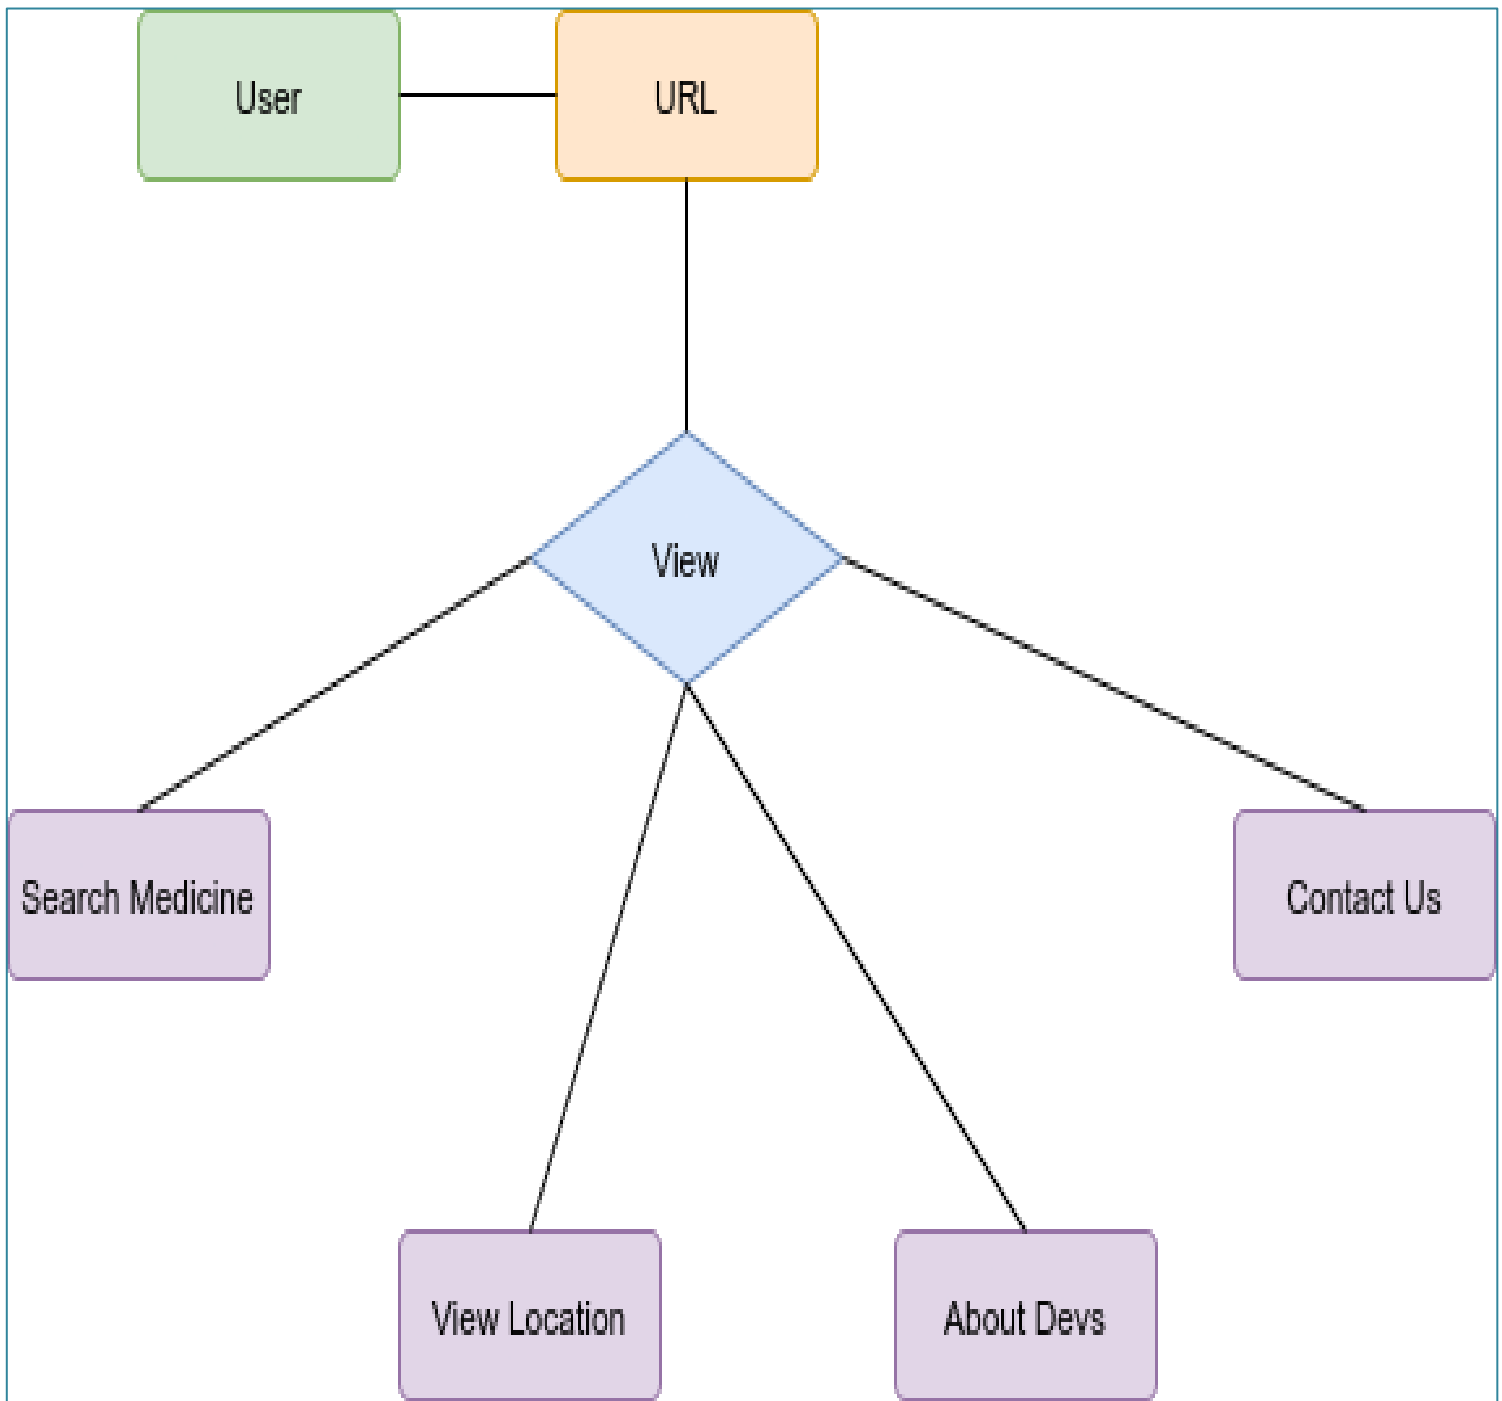 User
URL
View
Search Medicine
Contact Us
View Location
About Devs